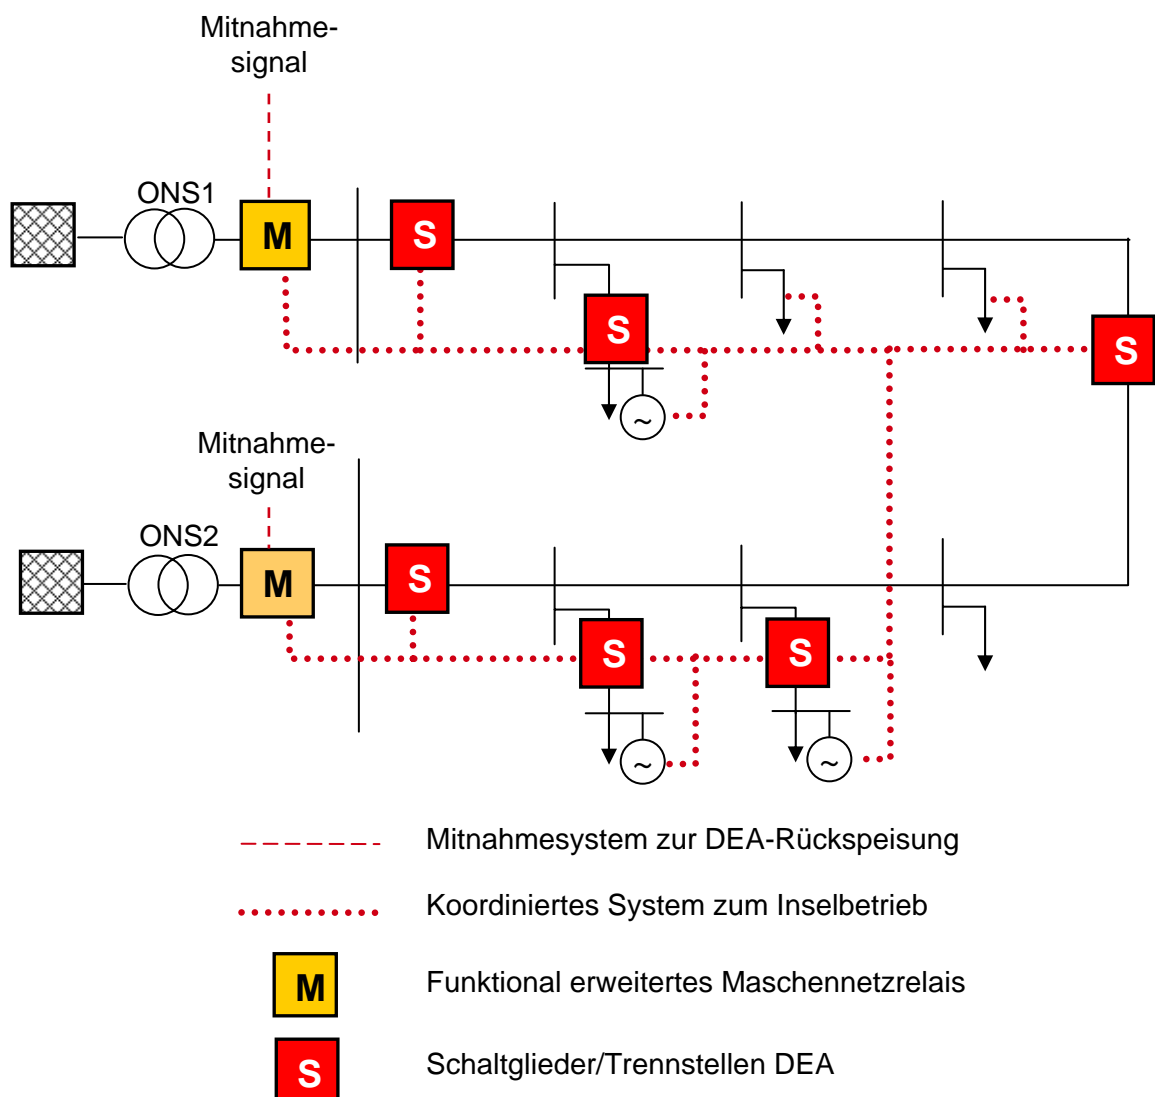 Mitnahme-
signal
ONS1
M
S
S
S
~
Mitnahme-
signal
ONS2
M
S
S
S
~
~
Mitnahmesystem zur DEA-Rückspeisung
Koordiniertes System zum Inselbetrieb
M
Funktional erweitertes Maschennetzrelais
S
Schaltglieder/Trennstellen DEA